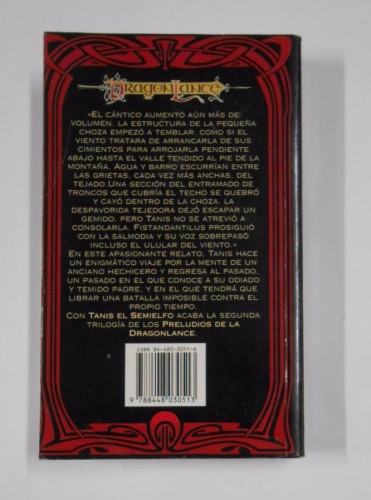 DRAGONLANCE
«EL CÁNTICO AUMENTÓ AÚN MÁS DE
VOLUMEN. LA ESTRUCTURA DE LA PEQUEÑA
CHOZA EMPEZÓ A TEMBLAR, COMO SI EL
VIENTO TRATARA DE ARRANCARLA DE SUS
CIMIENTOS PARA ARROJARLA PENDIENTE
ABAJO HASTA EL VALLE TENDIDO AL PIE DE LA
MONTAÑA. AGUA Y BARRO ESCURRÍAN ENTRE
LAS GRIETAS, CADA VEZ MÁS ANCHAS, DEL
TEJADO. UNA SECCIÓN DEL ENTRAMADO DE
TRONCOS QUE CUBRÍA EL TECHO SE QUEBRÓ
Y CAYÓ DENTRO DE LA CHOZA. LA
DESPAVORIDA TEJEDORA DEJÓ ESCAPAR UN
GEMIDO, PERO TANIS NO SE ATREVIÓ A
CONSOLARLA. FISTANDANTILUS PROSIGUIÓ
CON LA SALMODIA Y SU VOZ SOBREPASÓ
INCLUSO EL ULULAR DEL VIENTO.»
EN ESTE APASIONANTE RELATO, TANIS HACE
UN ENIGMÁTICO VIAJE POR LA MENTE DE UN
ANCIANO HECHICERO Y REGRESA AL PASADO,
UN PASADO EN EL QUE CONOCE A SU ODIADO
Y TEMIDO PADRE, Y EN EL QUE TENDRÁ QUE
LIBRAR UNA BATALLA IMPOSIBLE CONTRA EL
PROPIO TIEMPO.
CON TANIS EL SEMIELFO ACABA LA SEGUNDA
TRILOGÍA DE LOS PRELUDIOS DE LA
DRAGONLANCE.
ISBN 84-480-3051-6
9 788448 030513